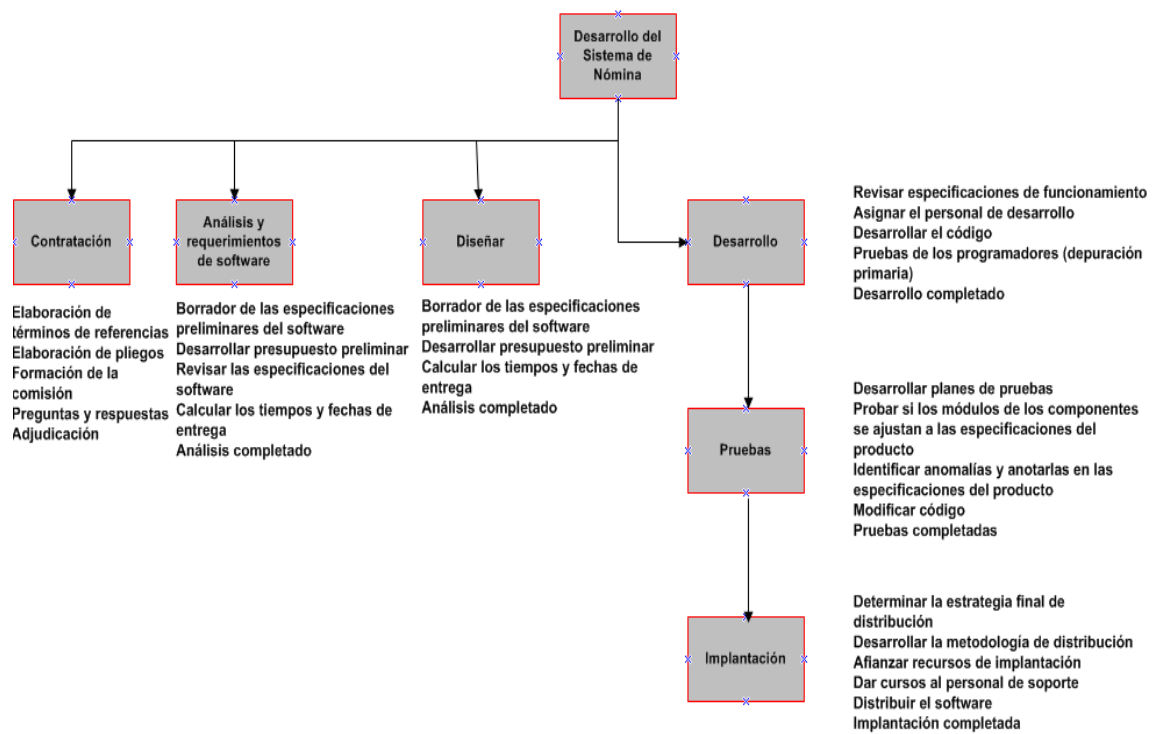 Desarrollo del
Sistema de
Nómina
Contratación
Elaboración de
términos de referencias
Elaboración de pliegos
Formación de la
comisión
Preguntas y respuestas
Adjudicación
Análisis y
requerimientos
de software
Borrador de las especificaciones
preliminares del software
Desarrollar presupuesto preliminar
Revisar las especificaciones del
software
Calcular los tiempos y fechas de
entrega
Análisis completado
Diseñar
Borrador de las especificaciones
preliminares del software
Desarrollar presupuesto preliminar
Calcular los tiempos y fechas de
entrega
Análisis completado
Desarrollo
Revisar especificaciones de funcionamiento
Asignar el personal de desarrollo
Desarrollar el código
Pruebas de los programadores (depuración
primaria)
Desarrollo completado
Pruebas
Desarrollar planes de pruebas
Probar si los módulos de los componentes
se ajustan a las especificaciones del
producto
Identificar anomalías y anotarlas en las
especificaciones del producto
Modificar código
Pruebas completadas
Implantación
Determinar la estrategia final de
distribución
Desarrollar la metodología de distribución
Afianzar recursos de implantación
Dar cursos al personal de soporte
Distribuir el software
Implantación completada